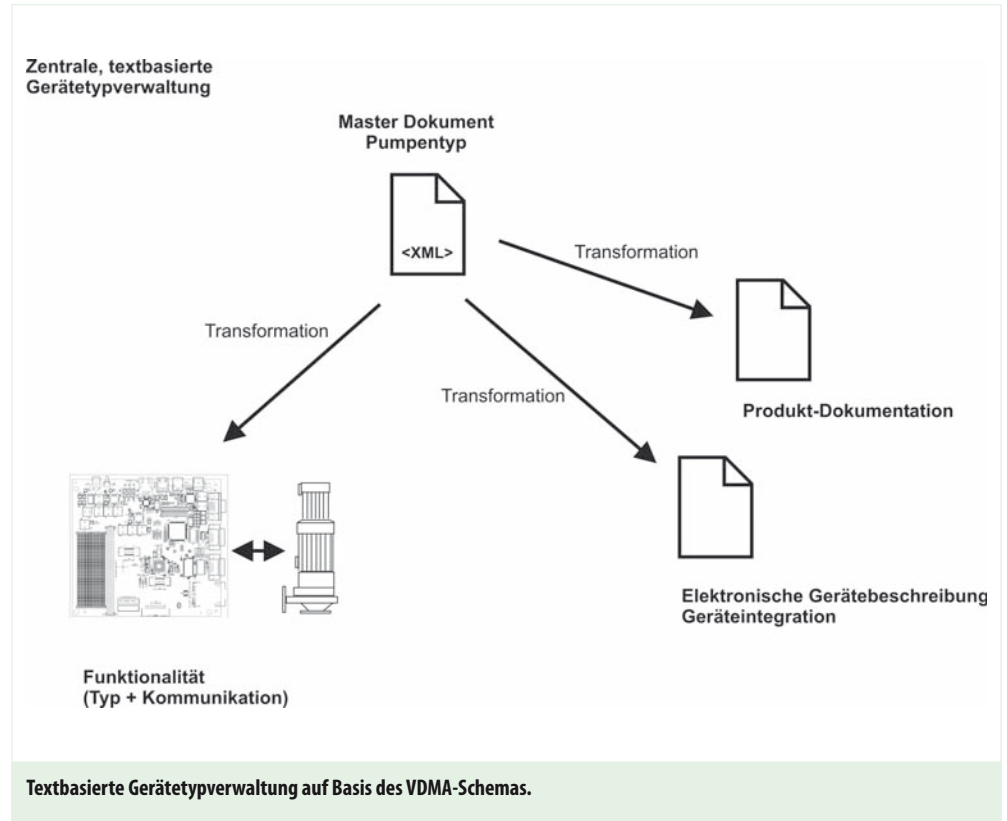 Zentrale, textbasierte
Gerätetypverwaltung
Master Dokument
Pumpentyp
<XML>
Transformation
Transformation
Transformation
Produkt-Dokumentation
Elektronische Gerätebeschreibung
Geräteintegration
Funktionalität
(Typ + Kommunikation)
Textbasierte Gerätetypverwaltung auf Basis des VDMA-Schemas.